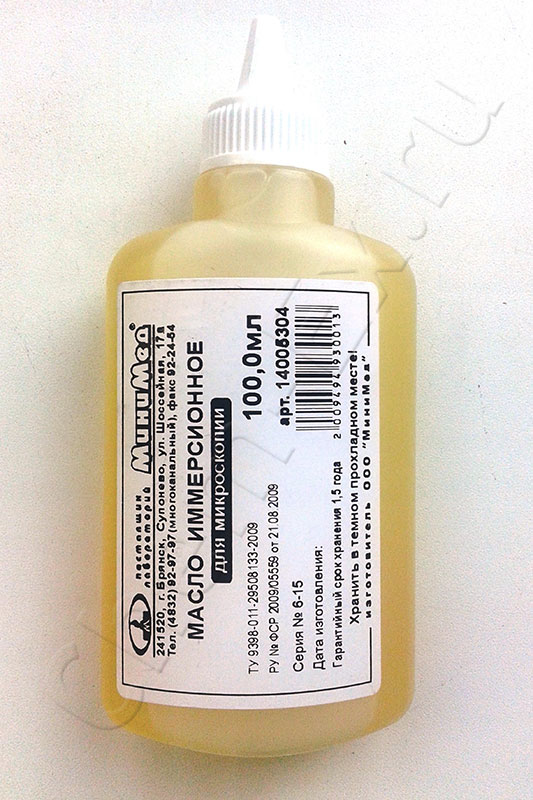 поставщик
лабораторий МиниМед®
241520, г. Брянск, Супонево, ул. Шоссейная, 17а
Тел. (4832) 92-97-97 (многоканальный), факс 92-24-54
МАСЛО ИММЕРСИОННОЕ
для микроскопии
100,0мл
арт. 14005304
2009494930013
ТУ 9398-011-29508133-2009
РУ № ФСР 2009/05559 от 21.08 2009
Серия № 6-15
Дата изготовления:
Гарантийный срок хранения 1,5 года
Хранить в темном прохладном месте!
изготовитель ООО "МиниМед"